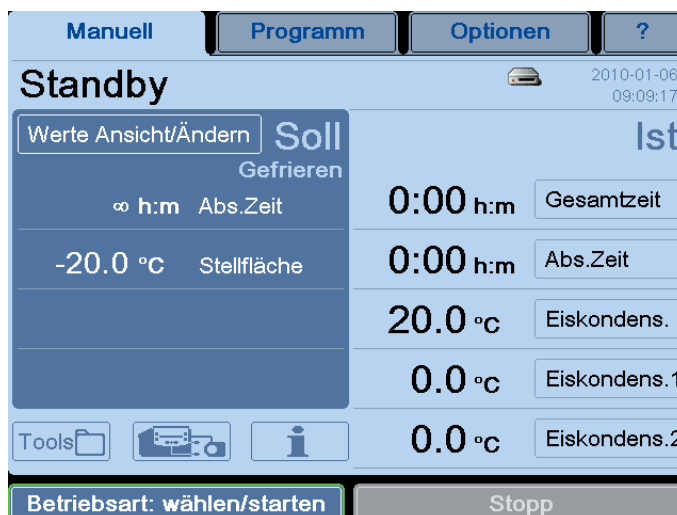 Manuell Programm Optionen ?
Standby
2010-01-06
09:09:17
Werte Ansicht/Ändern Soll
Gefrieren
∞ h:m Abs.Zeit
-20.0 °C Stellfläche
Ist
0:00 h:m Gesamtzeit
0:00 h:m Abs.Zeit
20.0 °C Eiskondens.
0.0 °C Eiskondens.1
0.0 °C Eiskondens.2
Tools i
Betriebsart: wählen/starten Stopp